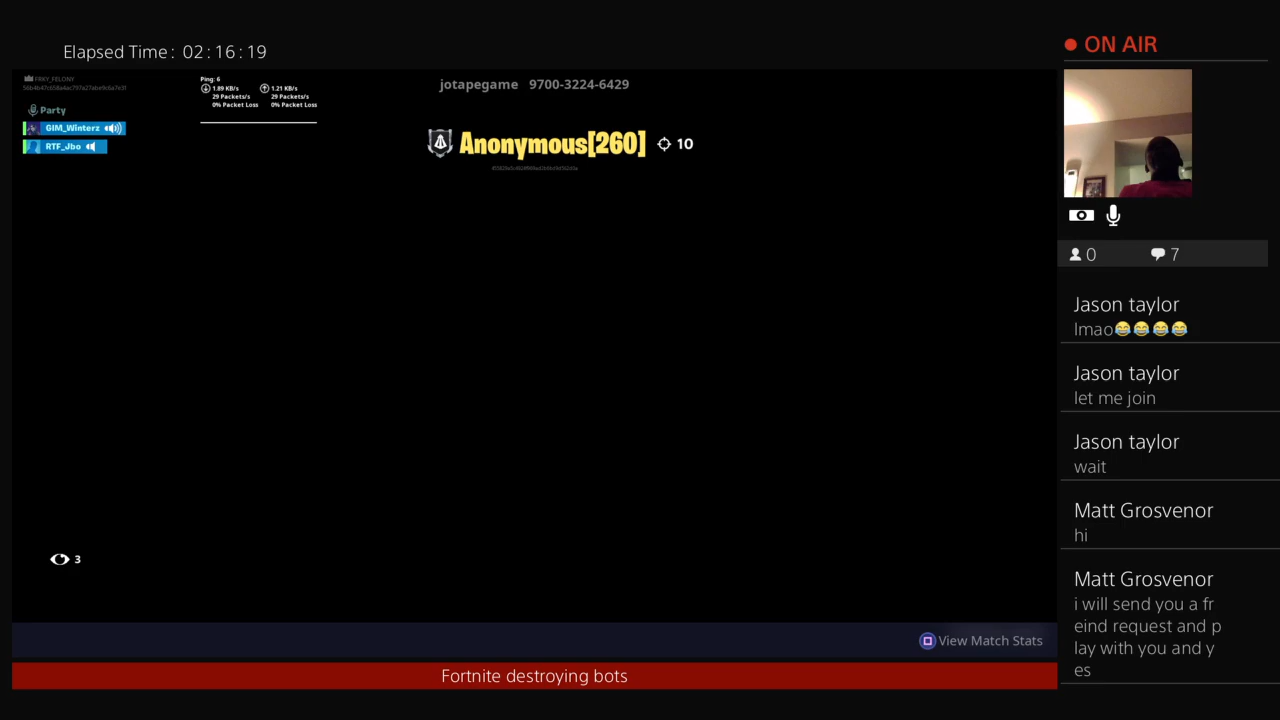 Elapsed Time: 02:16:19
ON AIR
FRKY_FELONY
Ping: 6
1.89 KB/s 1.21 KB/s
29 Packets/s 29 Packets/s
0% Packet Loss 0% Packet Loss
jotapegame 9700-3224-6429
Party
GIM_Winterz
RTF_Jbo
Anonymous[260] 10
0 7
Jason taylor
lmao😂😂😂😂
Jason taylor
let me join
Jason taylor
wait
Matt Grosvenor
hi
Matt Grosvenor
i will send you a fr
eind request and p
lay with you and y
es
3
View Match Stats
Fortnite destroying bots